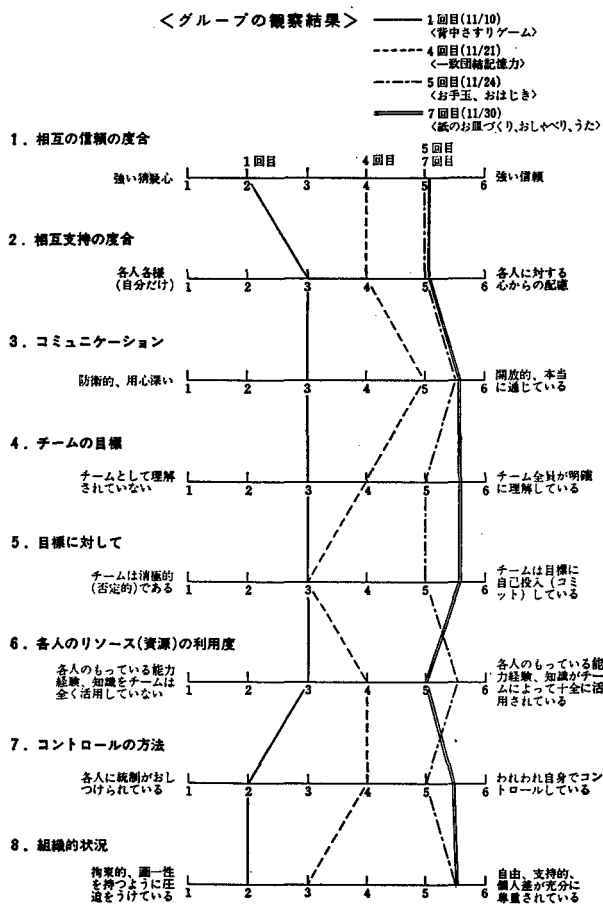 <グループの観察結果>
1回目(11/10)
<背中さすりゲーム>
4回目(11/21)
<一致団結記憶力>
5回目(11/24)
<お手玉、おはじき>
7回目(11/30)
<紙のお皿づくり、おしゃべり、うた>
1. 相互の信頼の度合
1回目 4回目 5回目
7回目
強い猜疑心 1 2 3 4 5 6 強い信頼
2. 相互支持の度合
各人各様
(自分だけ)
1 2 3 4 5 6
各人に対する
心からの配慮
3. コミュニケーション
防衛的、用心深い 1 2 3 4 5 6
開放的、本当
に通じている
4. チームの目標
チームとして理解
されていない
1 2 3 4 5 6
チーム全員が明確
に理解している
5. 目標に対して
チームは消極的
(否定的)である
1 2 3 4 5 6
チームは目標に
自己投入(コミ
ット)している
6. 各人のリソース(資源)の利用度
各人のもっている能力
経験、知識をチームは
全く活用していない
1 2 3 4 5 6
各人のもっている能
力経験、知識がチー
ムによって十全に活
用されている
7. コントロールの方法
各人に統制がおし
つけられている
1 2 3 4 5 6
われわれ自身でコン
トロールしている
8. 組織的状況
拘束的、画一性
を持つように圧
迫をうけている
1 2 3 4 5 6
自由、支持的、
個人差が充分に
尊重されている